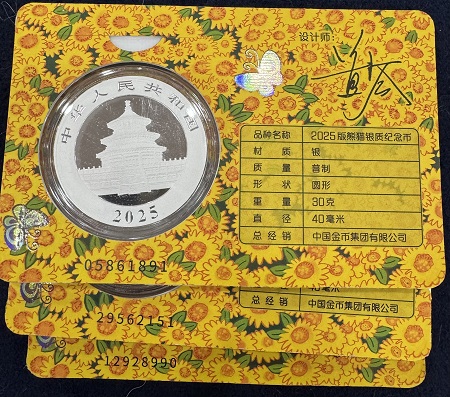 设计师:
中华人民共和国
2025
品种名称 2025版熊猫银质纪念币
材质 银
质量 普制
形状 圆形
重量 30克
直径 40毫米
总经销 中国金币集团有限公司
05861891
40毫米
总经销 中国金币集团有限公司
29562151
12928990